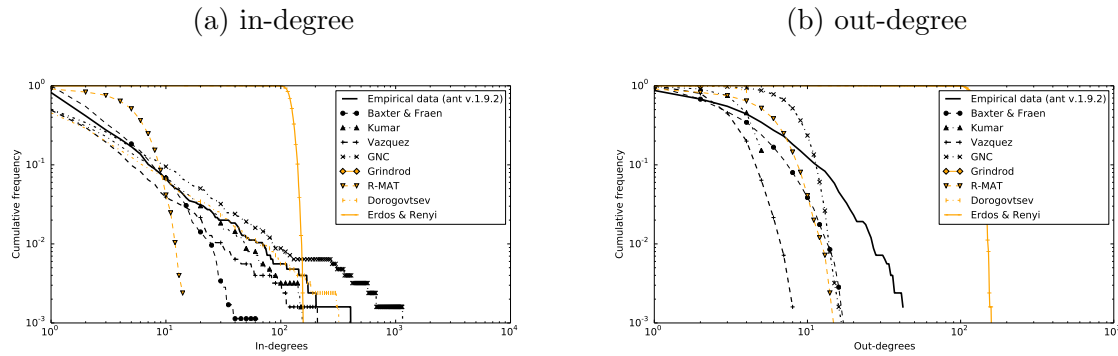 (a) in-degree
(b) out-degree
10^0
10^-1
10^-2
10^-3
Cumulative frequency
10^0
10^1
10^2
10^3
10^4
In-degrees
Empirical data (ant v.1.9.2)
Baxter & Fraen
Kumar
Vazquez
GNC
Grindrod
R-MAT
Dorogovtsev
Erdos & Renyi
10^0
10^-1
10^-2
10^-3
Cumulative frequency
10^0
10^1
10^2
Out-degrees
Empirical data (ant v.1.9.2)
Baxter & Fraen
Kumar
Vazquez
GNC
Grindrod
R-MAT
Dorogovtsev
Erdos & Renyi